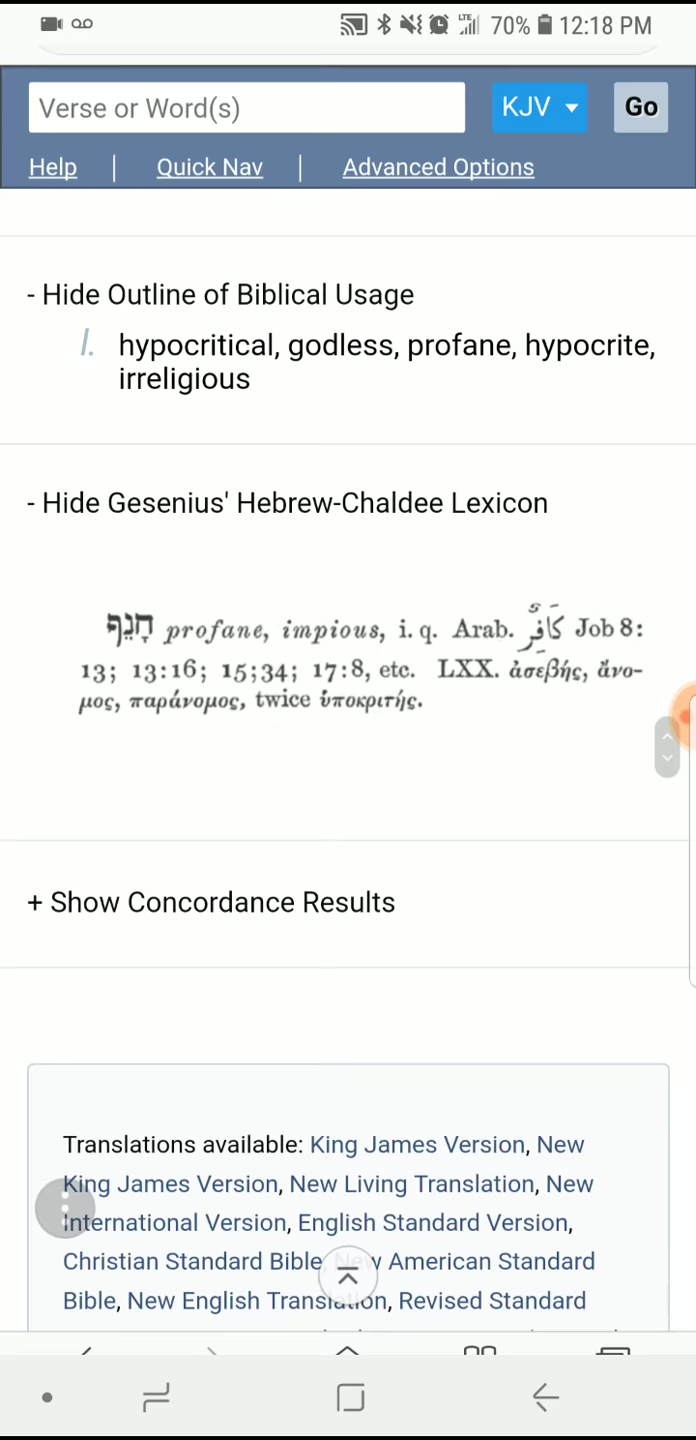 LTE 70% 12:18 PM
Verse or Word(s) KJV Go
Help | Quick Nav | Advanced Options
- Hide Outline of Biblical Usage
1. hypocritical, godless, profane, hypocrite,
irreligious
- Hide Gesenius' Hebrew-Chaldee Lexicon
חָנֵף profane, impious, i. q. Arab. كَافِرٌ Job 8:
13; 13:16; 15;34; 17:8, etc. LXX. ἀσεβής, ἄνο-
μος, παράνομος, twice ὑποκριτής.
+ Show Concordance Results
Translations available: King James Version, New
King James Version, New Living Translation, New
International Version, English Standard Version,
Christian Standard Bible, New American Standard
Bible, New English Translation, Revised Standard